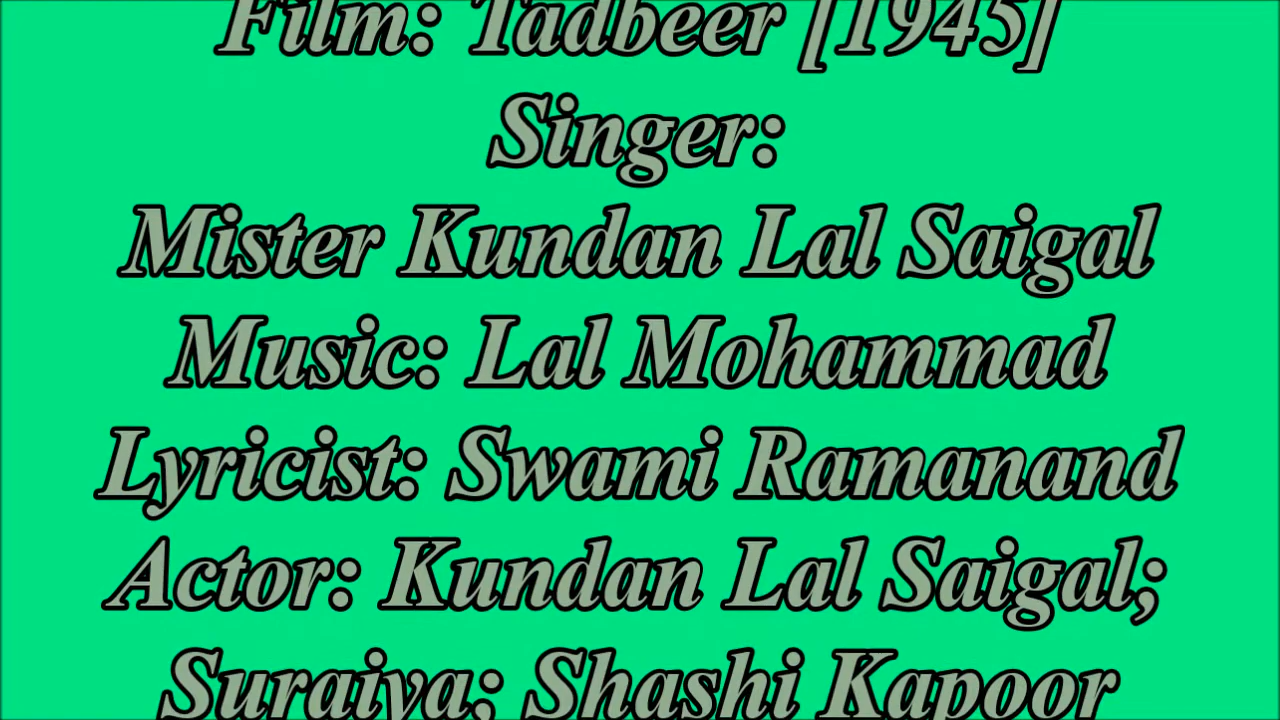 Film: Tadbeer [1945]
Singer:
Mister Kundan Lal Saigal
Music: Lal Mohammad
Lyricist: Swami Ramanand
Actor: Kundan Lal Saigal;
Suraiya; Shashi Kapoor